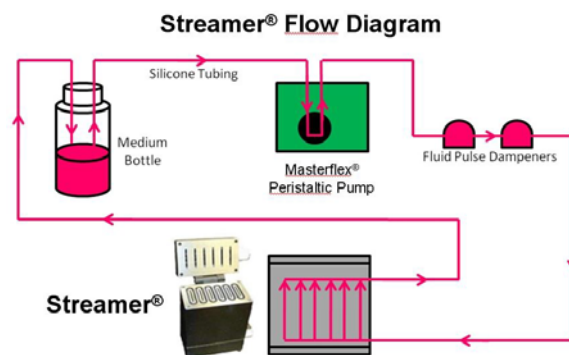 Streamer® Flow Diagram
Silicone Tubing
Medium
Bottle
Masterflex®
Peristaltic Pump
Fluid Pulse Dampeners
Streamer®